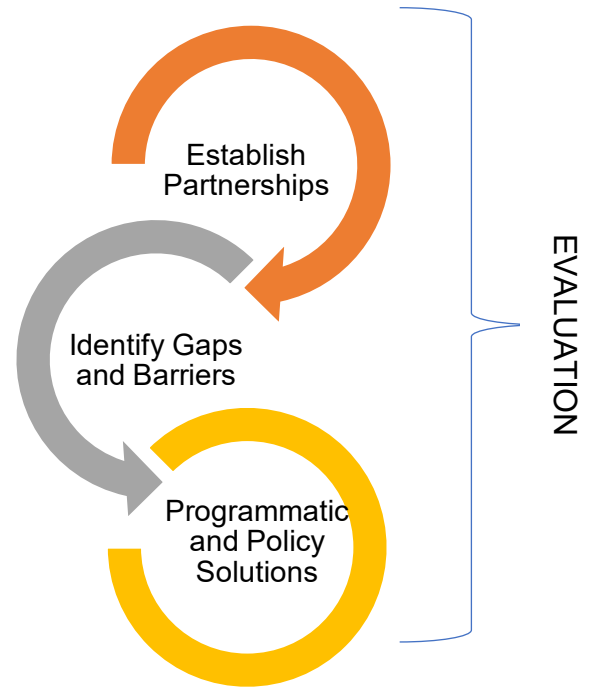 Establish
Partnerships
Identify Gaps
and Barriers
Programmatic
and Policy
Solutions
EVALUATION